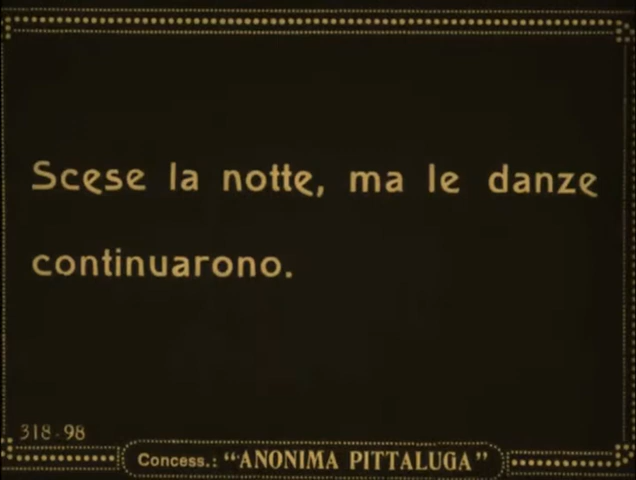 Scese la notte, ma le danze
continuarono.
318-98
Concess.: "ANONIMA PITTALUGA"